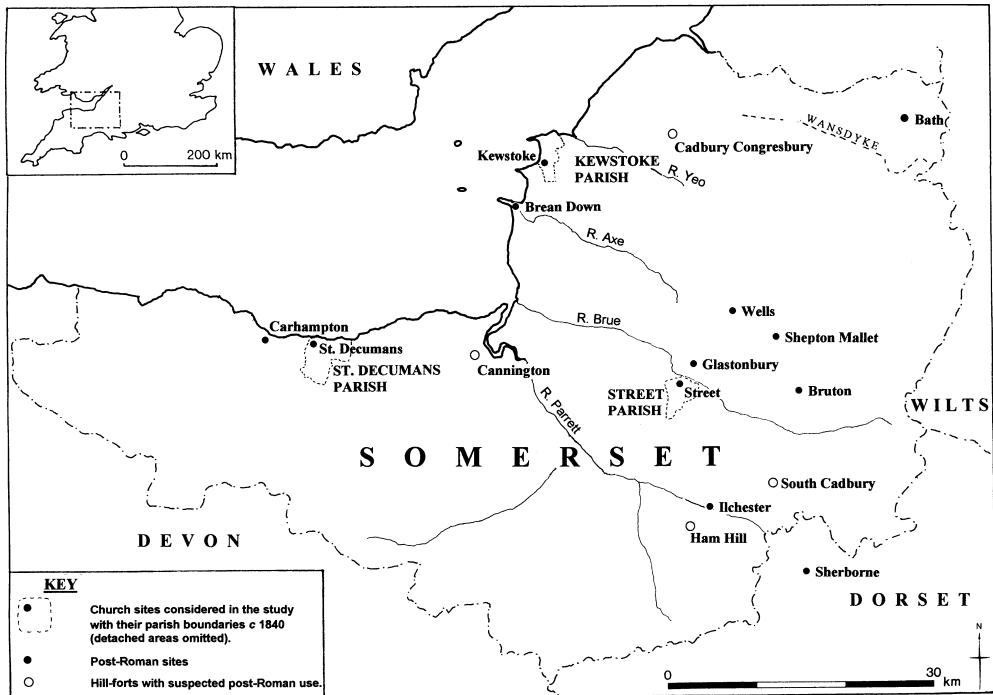 WALES
0 200 km
Bath
WANSDYKE
Cadbury Congresbury
Kewstoke
KEWSTOKE
PARISH
R. Yeo
Brean Down
R. Axe
Wells
R. Brue
Carhampton
Shepton Mallet
St. Decumans
Glastonbury
ST. DECUMANS
PARISH
Cannington
Street
STREET
PARISH
Bruton
WILTS
R. Parrett
SOMERSET
South Cadbury
Ilchester
Ham Hill
DEVON
Sherborne
DORSET
KEY
Church sites considered in the study
with their parish boundaries c 1840
(detached areas omitted).
Post-Roman sites
Hill-forts with suspected post-Roman use.
N
0 30
km